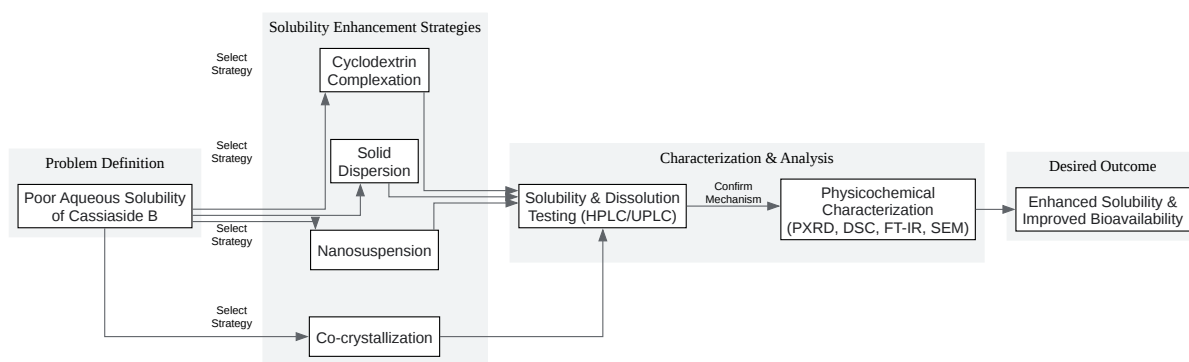 Solubility Enhancement Strategies
Select
Strategy
Cyclodextrin
Complexation
Select
Strategy
Solid
Dispersion
Problem Definition
Poor Aqueous Solubility
of Cassiaside B
Select
Strategy
Nanosuspension
Select
Strategy
Co-crystallization
Characterization & Analysis
Solubility & Dissolution
Testing (HPLC/UPLC)
Confirm
Mechanism
Physicochemical
Characterization
(PXRD, DSC, FT-IR, SEM)
Desired Outcome
Enhanced Solubility &
Improved Bioavailability